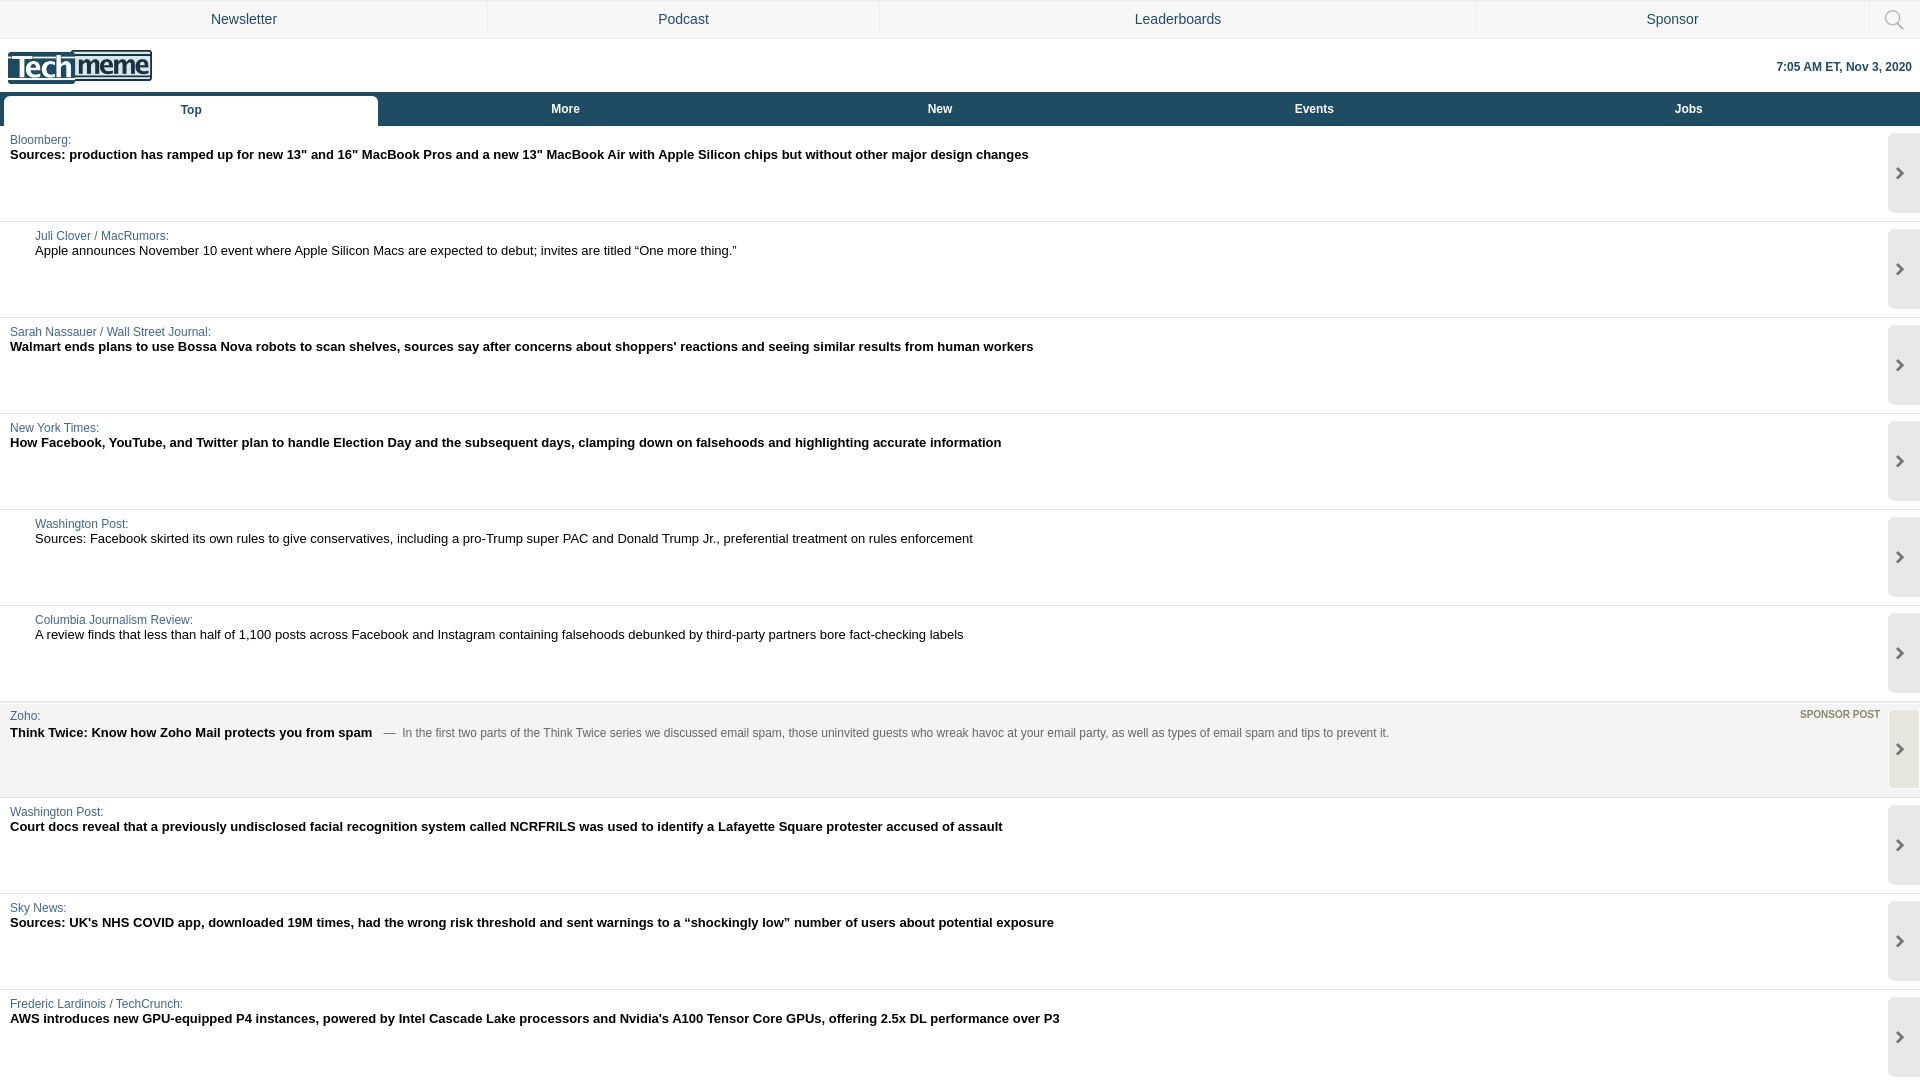 Newsletter
Podcast
Leaderboards
Sponsor
Techmeme
7:05 AM ET, Nov 3, 2020
Top
More
New
Events
Jobs
Bloomberg:
Sources: production has ramped up for new 13" and 16" MacBook Pros and a new 13" MacBook Air with Apple Silicon chips but without other major design changes
Juli Clover / MacRumors:
Apple announces November 10 event where Apple Silicon Macs are expected to debut; invites are titled “One more thing.”
Sarah Nassauer / Wall Street Journal:
Walmart ends plans to use Bossa Nova robots to scan shelves, sources say after concerns about shoppers' reactions and seeing similar results from human workers
New York Times:
How Facebook, YouTube, and Twitter plan to handle Election Day and the subsequent days, clamping down on falsehoods and highlighting accurate information
Washington Post:
Sources: Facebook skirted its own rules to give conservatives, including a pro-Trump super PAC and Donald Trump Jr., preferential treatment on rules enforcement
Columbia Journalism Review:
A review finds that less than half of 1,100 posts across Facebook and Instagram containing falsehoods debunked by third-party partners bore fact-checking labels
Zoho:
SPONSOR POST
Think Twice: Know how Zoho Mail protects you from spam — In the first two parts of the Think Twice series we discussed email spam, those uninvited guests who wreak havoc at your email party, as well as types of email spam and tips to prevent it.
Washington Post:
Court docs reveal that a previously undisclosed facial recognition system called NCRFRILS was used to identify a Lafayette Square protester accused of assault
Sky News:
Sources: UK's NHS COVID app, downloaded 19M times, had the wrong risk threshold and sent warnings to a “shockingly low” number of users about potential exposure
Frederic Lardinois / TechCrunch:
AWS introduces new GPU-equipped P4 instances, powered by Intel Cascade Lake processors and Nvidia's A100 Tensor Core GPUs, offering 2.5x DL performance over P3